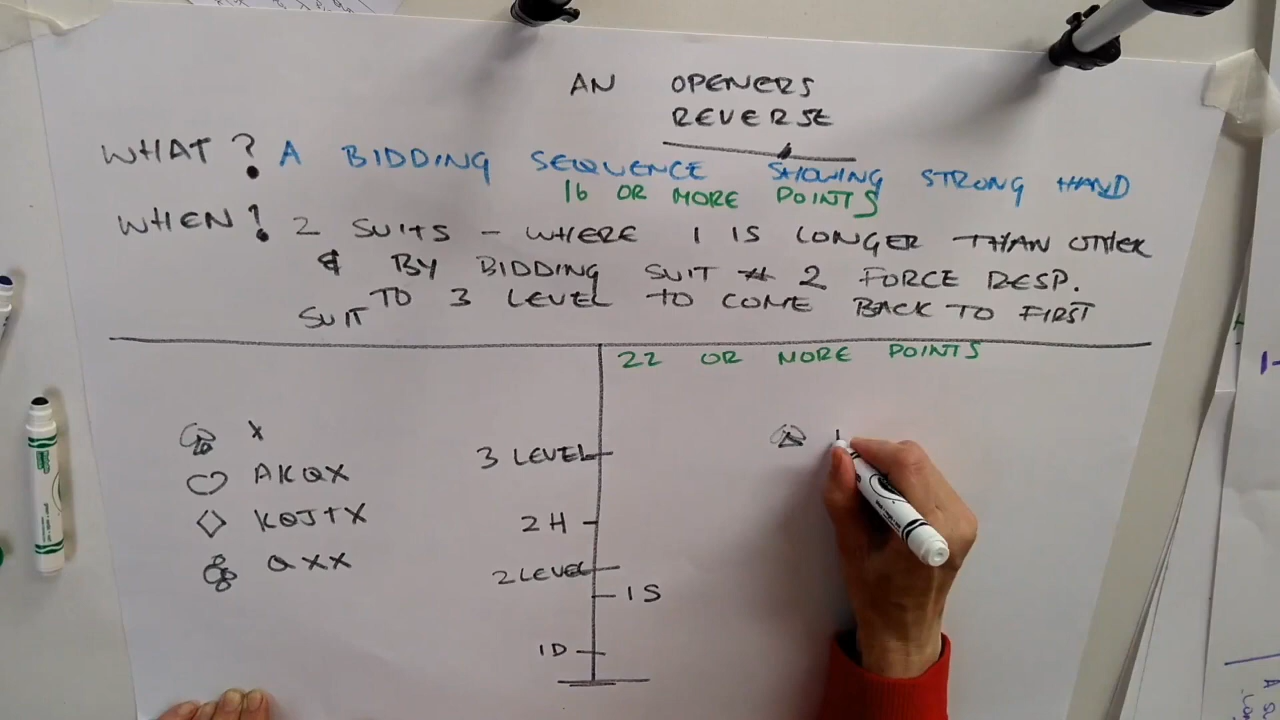 AN OPENERS
REVERSE
WHAT? A BIDDING SEQUENCE SHOWING STRONG HAND
16 OR MORE POINTS
WHEN? 2 SUITS - WHERE 1 IS LONGER THAN OTHER
& BY BIDDING SUIT # 2 FORCE RESP.
SUIT TO 3 LEVEL TO COME BACK TO FIRST
22 OR MORE POINTS
♠ X
♡ AKQX
♢ KQJTX
♣ QXX
3 LEVEL
2H
2 LEVEL
1S
1D
♠